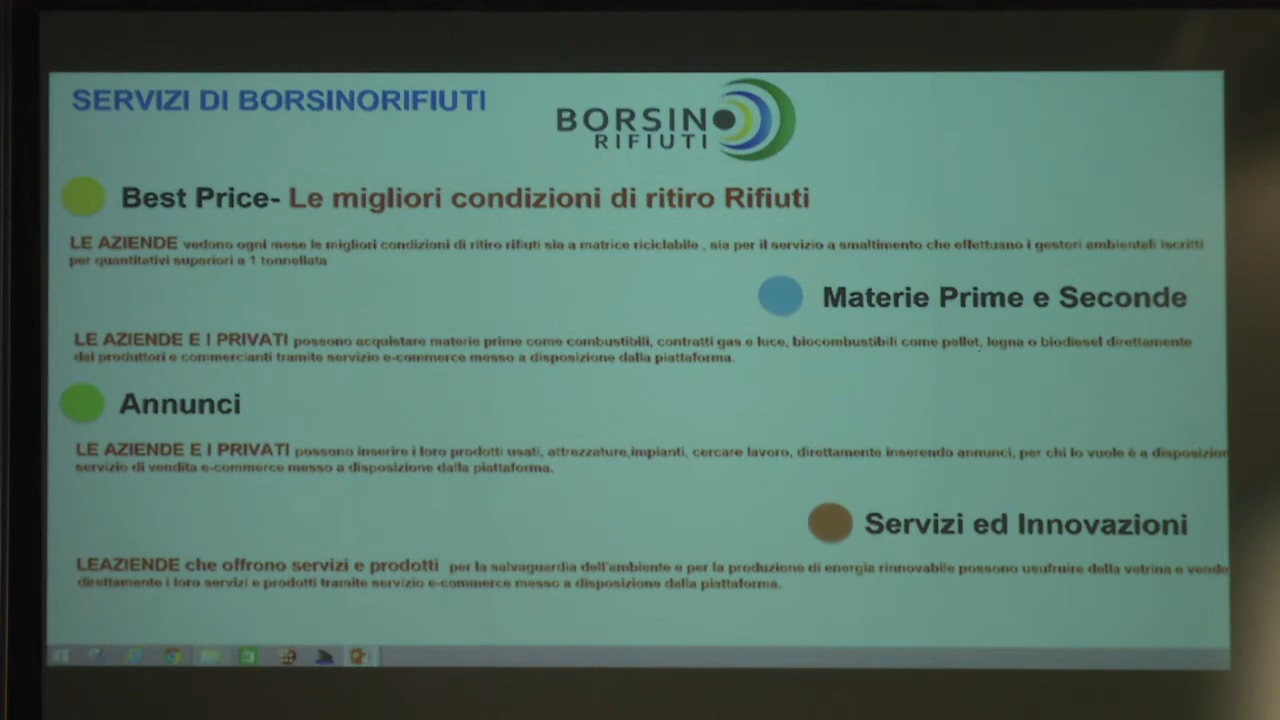 SERVIZI DI BORSINORIFIUTI
BORSINO
RIFIUTI
Best Price- Le migliori condizioni di ritiro Rifiuti
LE AZIENDE vedono ogni mese le migliori condizioni di ritiro rifiuti sia a matrice riciclabile , sia per il servizio a smaltimento che effettuano i gestori ambientali iscritti
per quantitativi superiori a 1 tonnellata
Materie Prime e Seconde
LE AZIENDE E I PRIVATI possono acquistare materie prime come combustibili, contratti gas e luce, biocombustibili come pellet, legna o biodiesel direttamente
dai produttori e commercianti tramite servizio e-commerce messo a disposizione dalla piattaforma.
Annunci
LE AZIENDE E I PRIVATI possono inserire i loro prodotti usati, attrezzature,impianti, cercare lavoro, direttamente inserendo annunci, per chi lo vuole è a disposizion
servizio di vendita e-commerce messo a disposizione dalla piattaforma.
Servizi ed Innovazioni
LEAZIENDE che offrono servizi e prodotti per la salvaguardia dell'ambiente e per la produzione di energia rinnovabile possono usufruire della vetrina e vende
direttamente i loro servizi e prodotti tramite servizio e-commerce messo a disposizione dalla piattaforma.